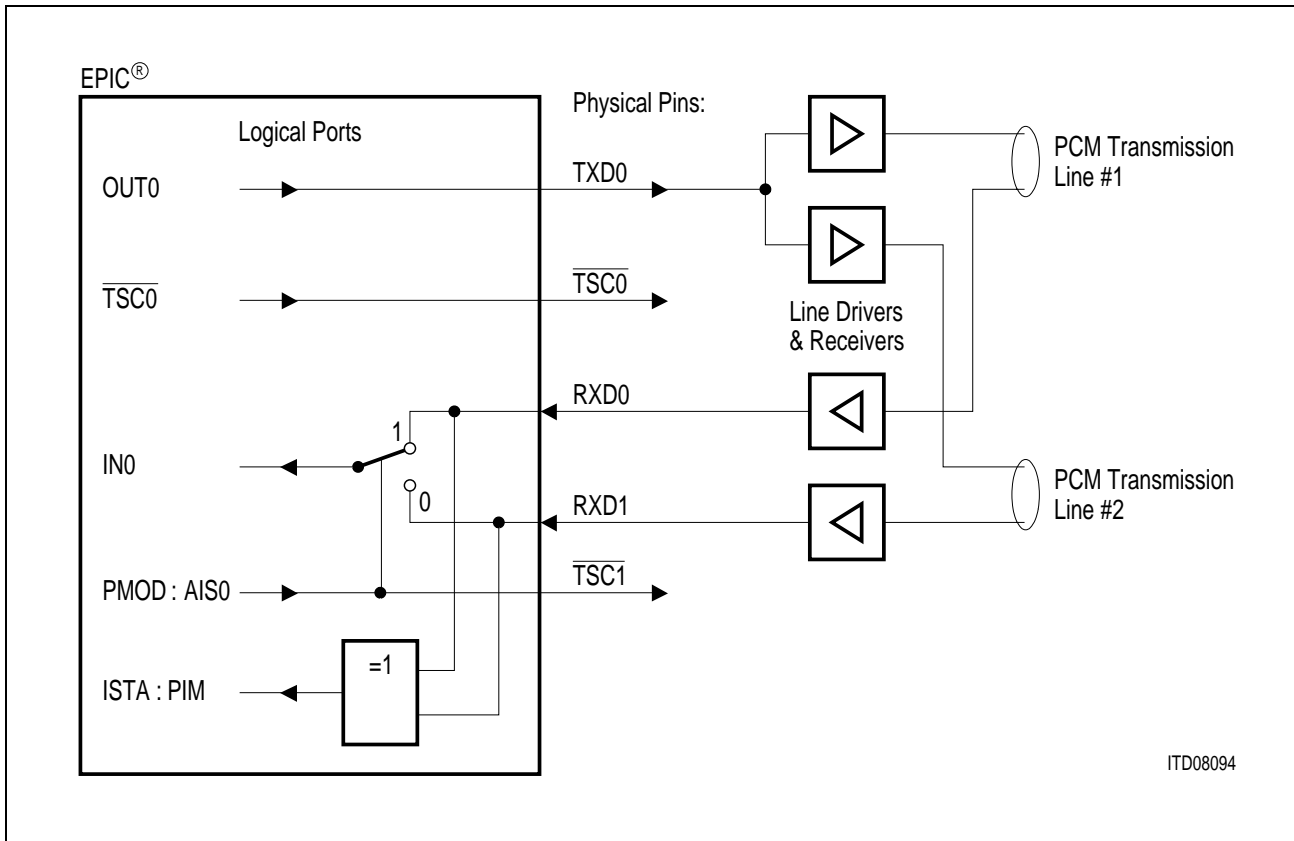 EPIC®
Logical Ports
Physical Pins:
OUT0
TXD0
PCM Transmission
Line #1
TSC0
TSC0
Line Drivers
& Receivers
RXD0
1
IN0
0
RXD1
PCM Transmission
Line #2
PMOD : AIS0
TSC1
=1
ISTA : PIM
ITD08094